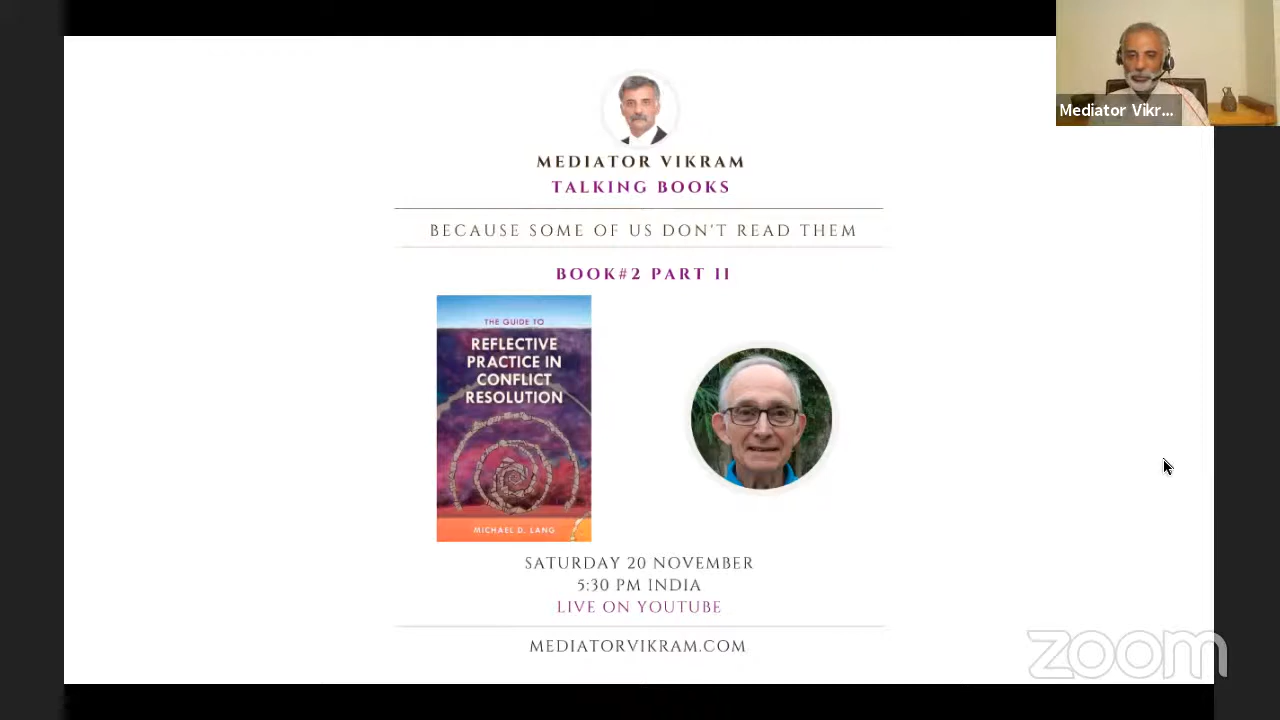 Mediator Vikr...
MEDIATOR VIKRAM
TALKING BOOKS
BECAUSE SOME OF US DON'T READ THEM
BOOK#2 PART II
THE GUIDE TO
REFLECTIVE
PRACTICE IN
CONFLICT
RESOLUTION
MICHAEL D. LANG
SATURDAY 20 NOVEMBER
5:30 PM INDIA
LIVE ON YOUTUBE
MEDIATORVIKRAM.COM
zoom